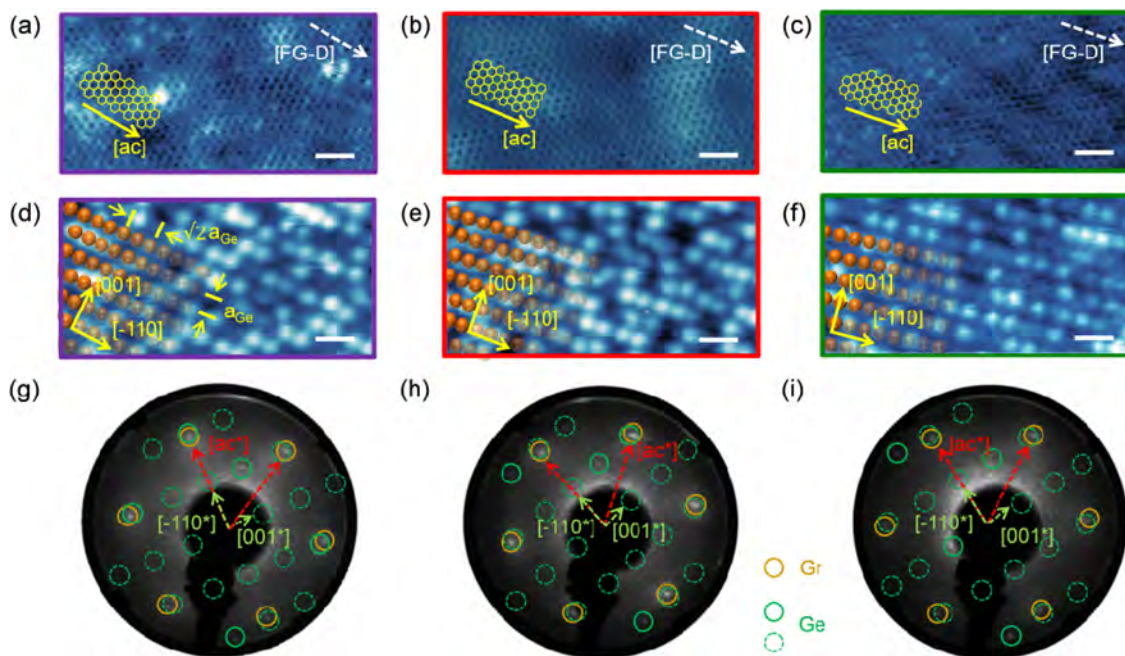 (a)
[FG-D]
[ac]
(b)
[FG-D]
[ac]
(c)
[FG-D]
[ac]
(d)
√2 aGe
[001]
[-110]
aGe
(e)
[001]
[-110]
(f)
[001]
[-110]
(g)
[ac*]
[-110*]
[001*]
(h)
[ac*]
[-110*]
[001*]
(i)
[ac*]
[-110*]
[001*]
Gr
Ge